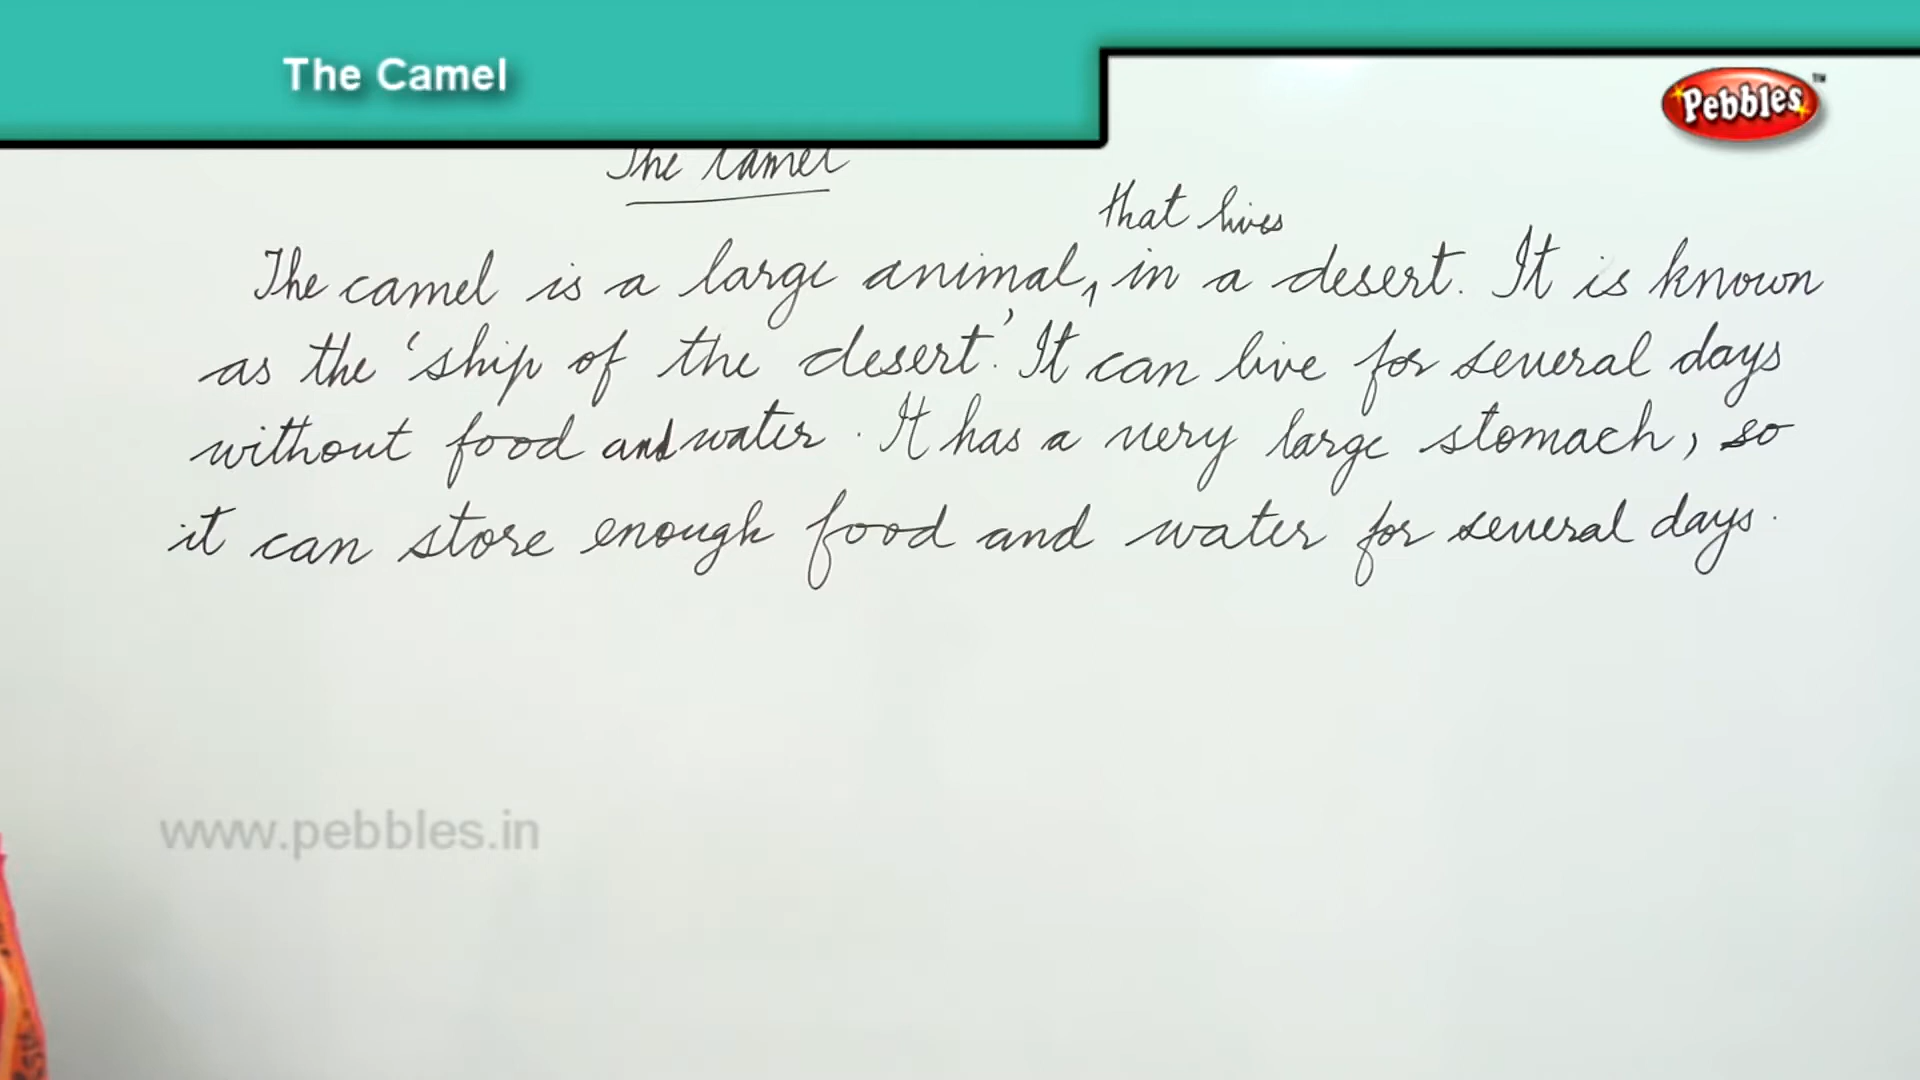 The Camel
Pebbles™
The Camel
that lives
The camel is a large animal, in a desert. It is known
as the ‘ship of the desert’. It can live for several days
without food and water. It has a very large stomach, so
it can store enough food and water for several days.
www.pebbles.in